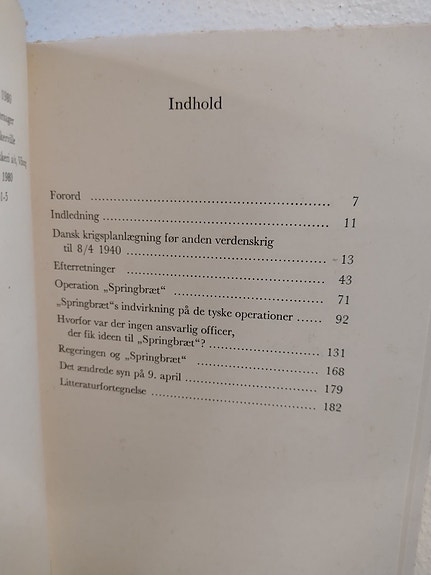 1980
1980
Indhold
Forord ........................................ 7
Indledning ..................................... 11
Dansk krigsplanlægning før anden verdenskrig
til 8/4 1940 .................................... 13
Efterretninger ................................. 43
Operation „Springbræt“ ............................... 71
„Springbræt“s indvirkning på de tyske operationer ...... 92
Hvorfor var der ingen ansvarlig officer,
der fik ideen til „Springbræt“? ...................... 131
Regeringen og „Springbræt“ ......................... 168
Det ændrede syn på 9. april ......................... 179
Litteraturfortegnelse ................................ 182